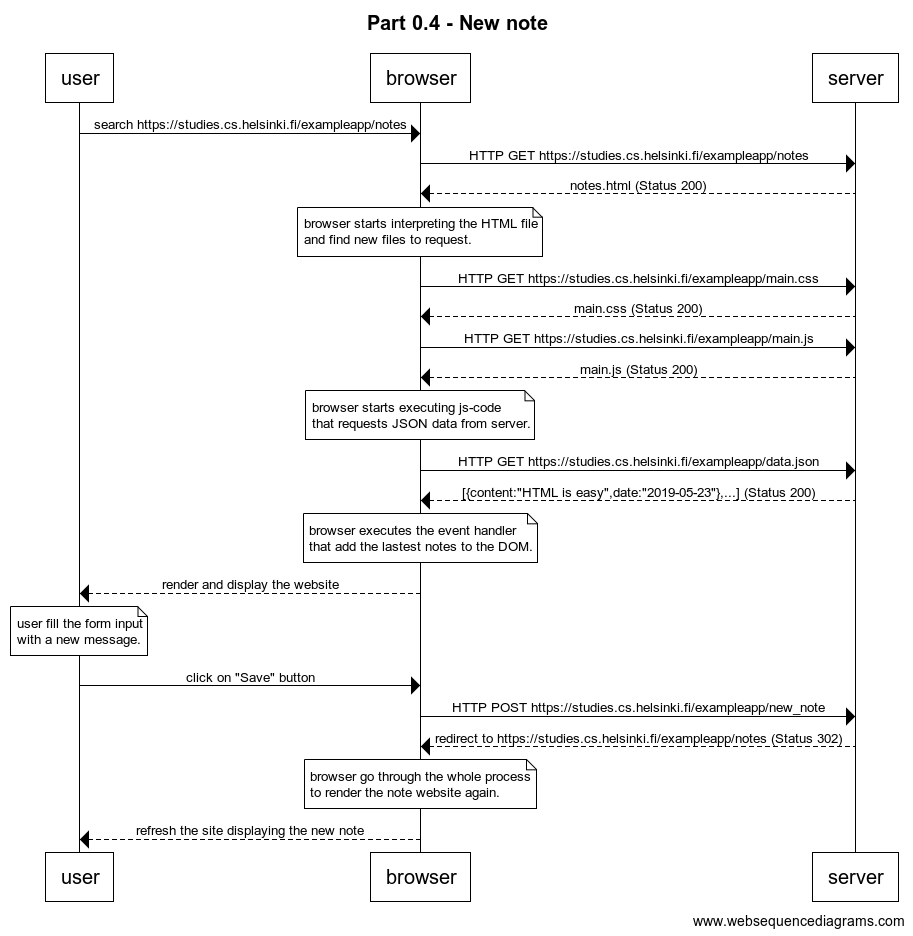 Part 0.4 - New note
user
browser
server
search https://studies.cs.helsinki.fi/exampleapp/notes
HTTP GET https://studies.cs.helsinki.fi/exampleapp/notes
notes.html (Status 200)
browser starts interpreting the HTML file
and find new files to request.
HTTP GET https://studies.cs.helsinki.fi/exampleapp/main.css
main.css (Status 200)
HTTP GET https://studies.cs.helsinki.fi/exampleapp/main.js
main.js (Status 200)
browser starts executing js-code
that requests JSON data from server.
HTTP GET https://studies.cs.helsinki.fi/exampleapp/data.json
[{content:"HTML is easy",date:"2019-05-23"},...] (Status 200)
browser executes the event handler
that add the lastest notes to the DOM.
render and display the website
user fill the form input
with a new message.
click on "Save" button
HTTP POST https://studies.cs.helsinki.fi/exampleapp/new_note
redirect to https://studies.cs.helsinki.fi/exampleapp/notes (Status 302)
browser go through the whole process
to render the note website again.
refresh the site displaying the new note
user
browser
server
www.websequencediagrams.com